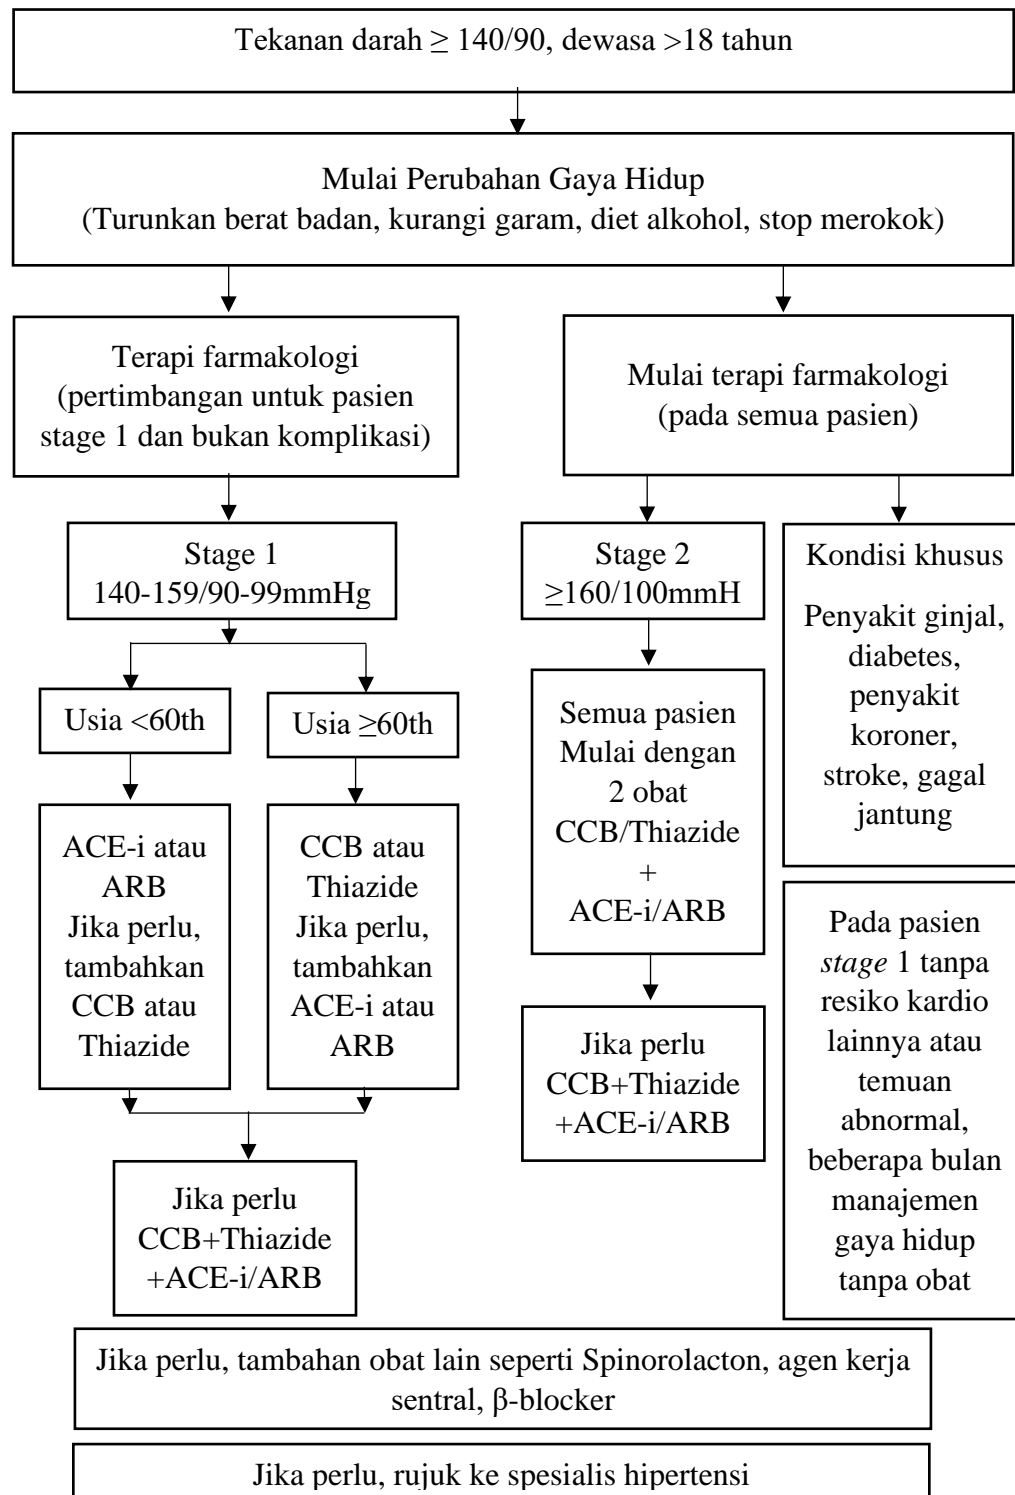 Tekanan darah ≥ 140/90, dewasa >18 tahun
Mulai Perubahan Gaya Hidup
(Turunkan berat badan, kurangi garam, diet alkohol, stop merokok)
Terapi farmakologi
(pertimbangan untuk pasien
stage 1 dan bukan komplikasi)
Mulai terapi farmakologi
(pada semua pasien)
Stage 1
140-159/90-99mmHg
Stage 2
≥160/100mmH
Kondisi khusus
Penyakit ginjal,
diabetes,
penyakit
koroner,
stroke, gagal
jantung
Usia <60th
Usia ≥60th
Semua pasien
Mulai dengan
2 obat
CCB/Thiazide
+
ACE-i/ARB
ACE-i atau
ARB
Jika perlu,
tambahkan
CCB atau
Thiazide
CCB atau
Thiazide
Jika perlu,
tambahkan
ACE-i atau
ARB
Pada pasien
stage 1 tanpa
resiko kardio
lainnya atau
temuan
abnormal,
beberapa bulan
manajemen
gaya hidup
tanpa obat
Jika perlu
CCB+Thiazide
+ACE-i/ARB
Jika perlu
CCB+Thiazide
+ACE-i/ARB
Jika perlu, tambahan obat lain seperti Spinorolacton, agen kerja
sentral, β-blocker
Jika perlu, rujuk ke spesialis hipertensi